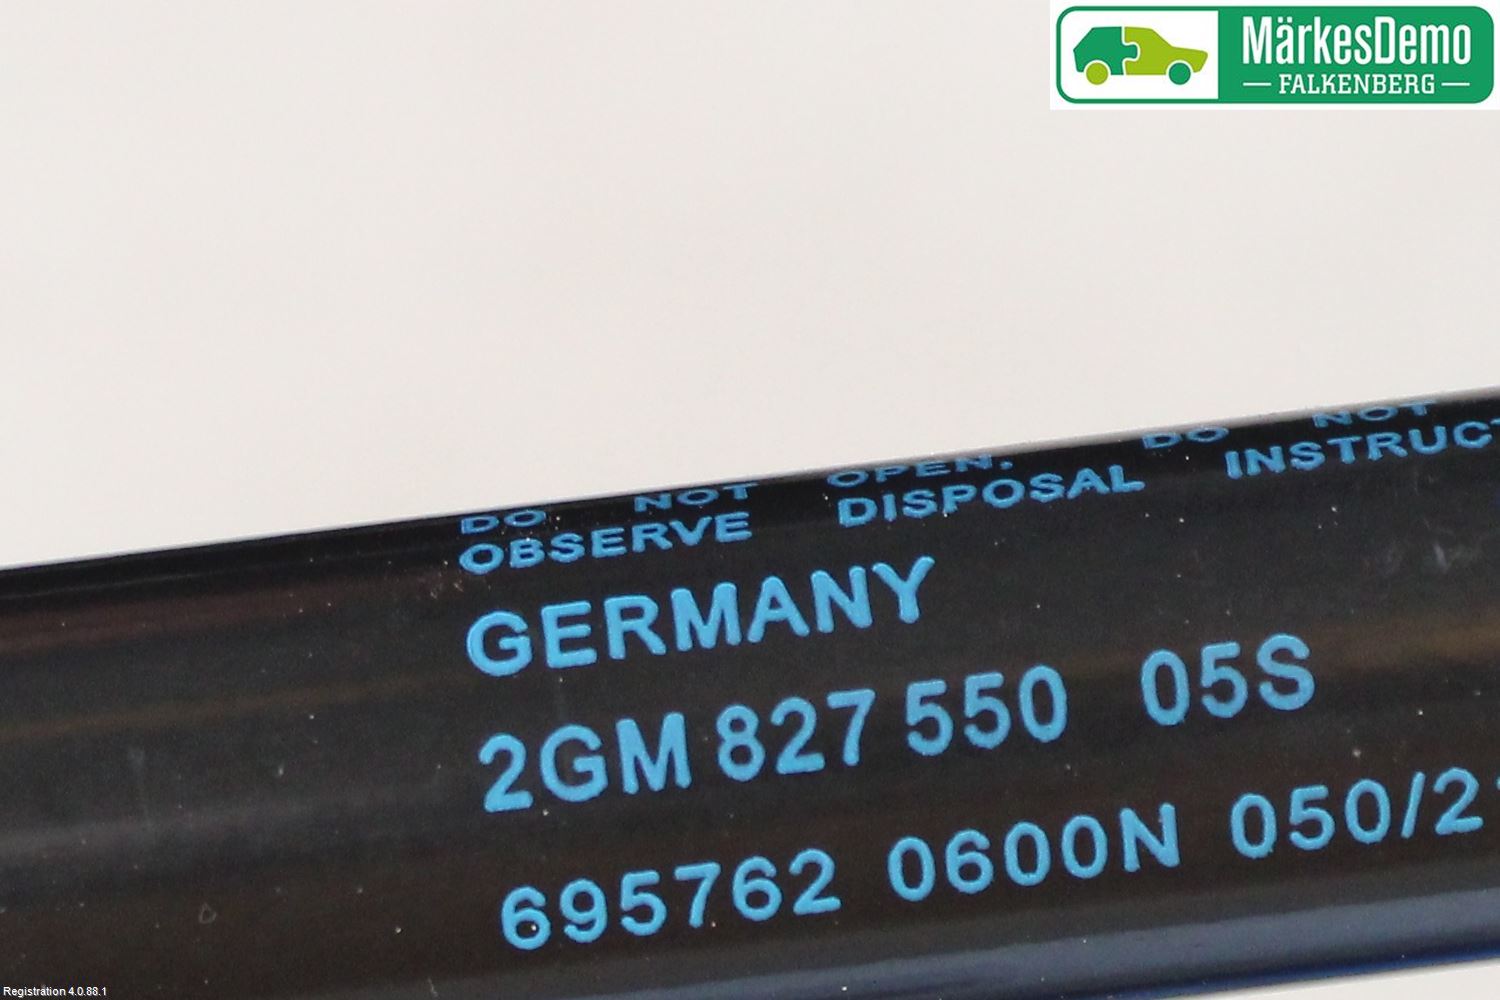 MärkesDemo
FALKENBERG
DO NOT OPEN. DO NOT
OBSERVE DISPOSAL
GERMANY
2GM 827 550 05S
695762 0600N 050/2
Registration 4.0.88.1